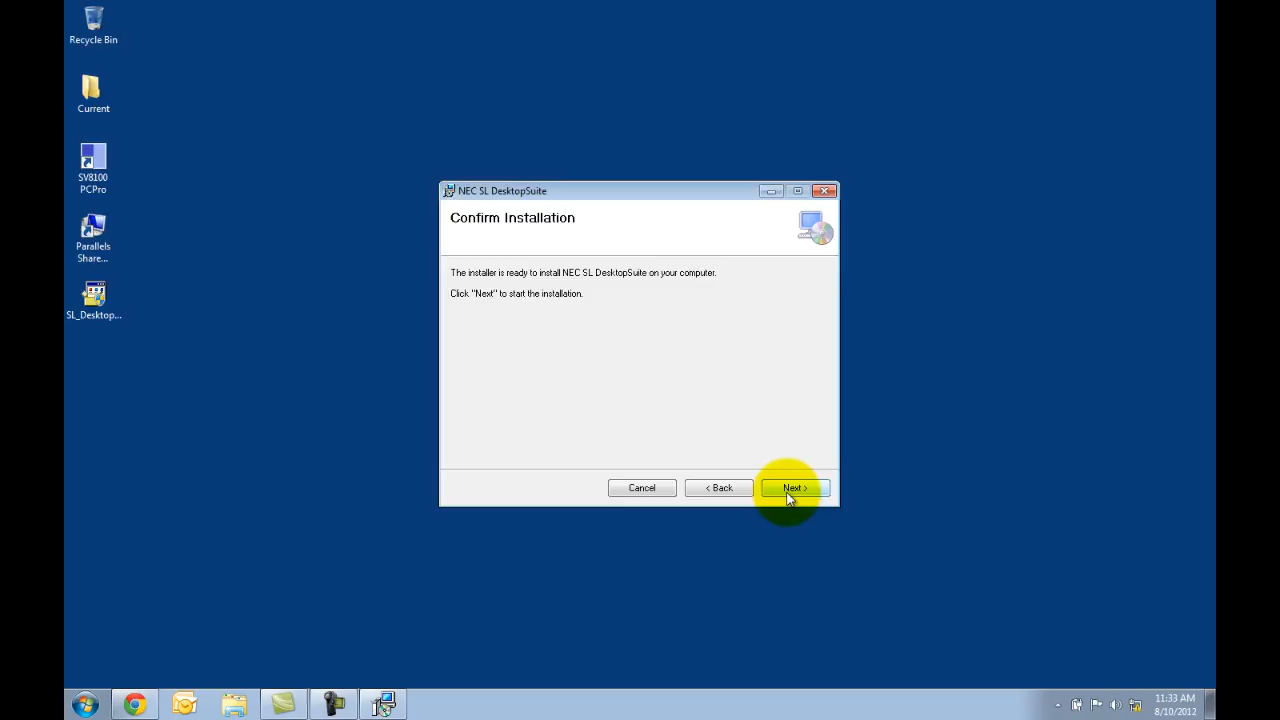 Recycle Bin
Current
SV8100
PCPro
Parallels
Share...
SL_Desktop...
NEC SL DesktopSuite
Confirm Installation
The installer is ready to install NEC SL DesktopSuite on your computer.
Click "Next" to start the installation.
Cancel
< Back
Next >
11:33 AM
8/10/2012